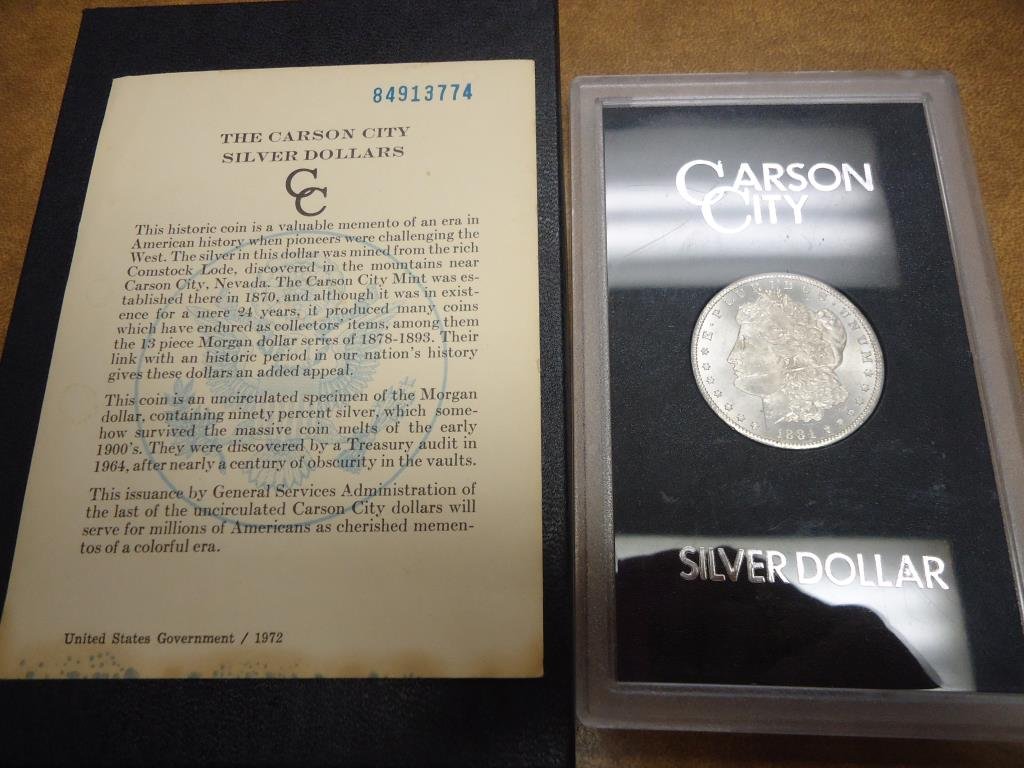 84913774
THE CARSON CITY
SILVER DOLLARS
CC
This historic coin is a valuable memento of an era in
American history when pioneers were challenging the
West. The silver in this dollar was mined from the rich
Comstock Lode, discovered in the mountains near
Carson City, Nevada. The Carson City Mint was es-
tablished there in 1870, and although it was in exist-
ence for a mere 24 years, it produced many coins
which have endured as collectors' items, among them
the 13 piece Morgan dollar series of 1878-1893. Their
link with an historic period in our nation's history
gives these dollars an added appeal.
This coin is an uncirculated specimen of the Morgan
dollar, containing ninety percent silver, which some-
how survived the massive coin melts of the early
1900's. They were discovered by a Treasury audit in
1964, after nearly a century of obscurity in the vaults.
This issuance by General Services Administration of
the last of the uncirculated Carson City dollars will
serve for millions of Americans as cherished memen-
tos of a colorful era.
United States Government / 1972
CARSON
CITY
E·PLURIBUS·UNUM
1881
SILVER DOLLAR